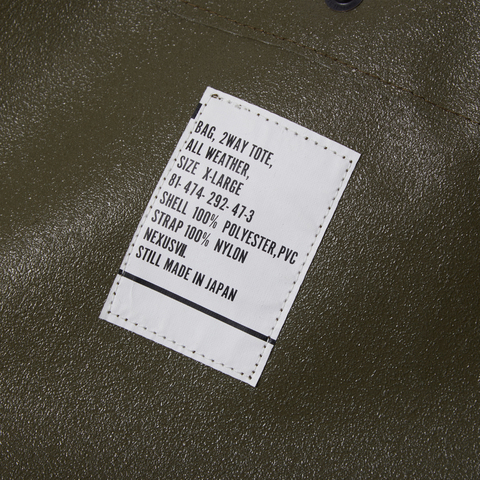 BAG, 2WAY TOTE,
ALL WEATHER,
SIZE X-LARGE
81-474-292-47-3
SHELL 100% POLYESTER,PVC
STRAP 100% NYLON
NEXUSVII.
STILL MADE IN JAPAN